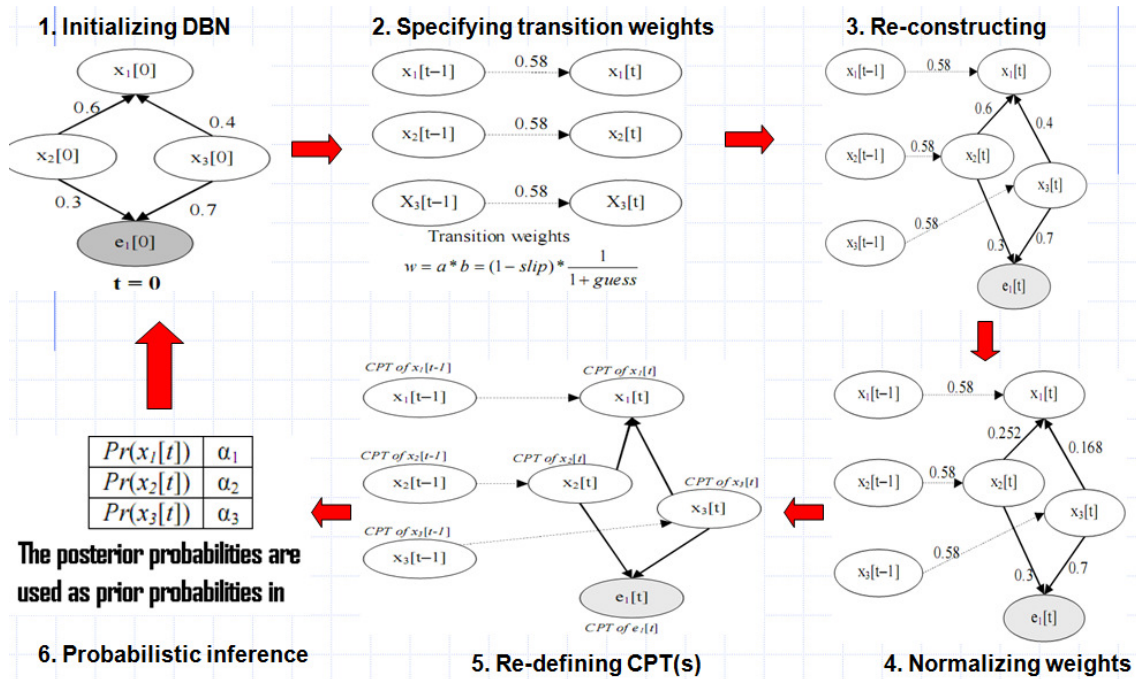 1. Initializing DBN
x₁[0]
0.6
0.4
x₂[0]
x₃[0]
0.3
0.7
e₁[0]
t = 0
2. Specifying transition weights
x₁[t−1]
0.58
x₁[t]
x₂[t−1]
0.58
x₂[t]
X₃[t−1]
0.58
X₃[t]
Transition weights
w = a * b = (1 − slip) * 1 / (1 + guess)
3. Re-constructing
x₁[t−1]
0.58
x₁[t]
0.6
0.4
x₂[t−1]
0.58
x₂[t]
x₃[t]
x₃[t−1]
0.58
0.3
0.7
e₁[t]
x₁[t−1]
0.58
x₁[t]
0.252
0.168
x₂[t−1]
0.58
x₂[t]
x₃[t]
x₃[t−1]
0.58
0.3
0.7
e₁[t]
4. Normalizing weights
CPT of x₁[t-1]
CPT of x₁[t]
x₁[t−1]
x₁[t]
CPT of x₂[t-1]
CPT of x₂[t]
x₂[t−1]
x₂[t]
CPT of x₃[t]
x₃[t]
CPT of x₃[t-1]
x₃[t−1]
e₁[t]
CPT of e₁[t]
5. Re-defining CPT(s)
Pr(x₁[t]) α₁
Pr(x₂[t]) α₂
Pr(x₃[t]) α₃
The posterior probabilities are
used as prior probabilities in
6. Probabilistic inference